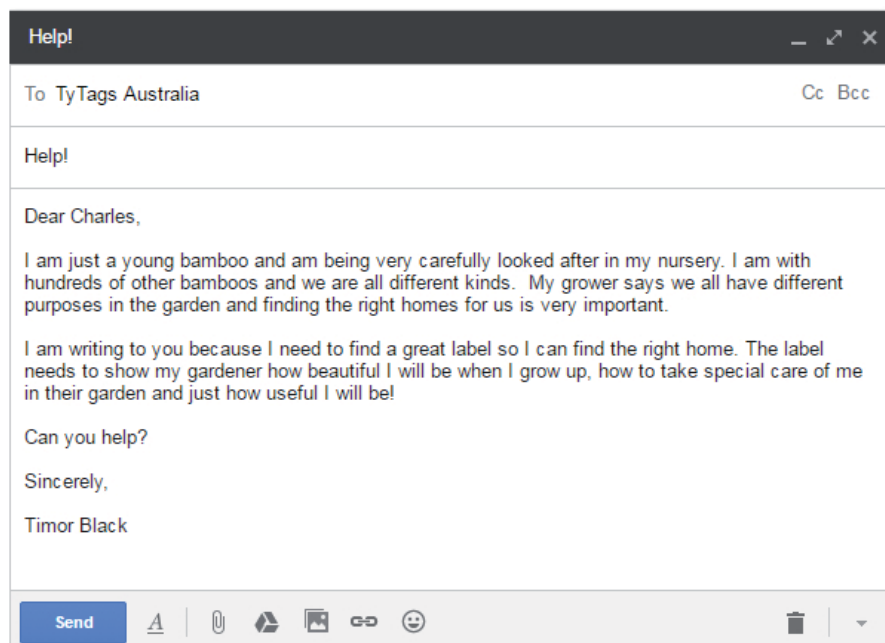 Help!
To TyTags Australia Cc Bcc
Help!
Dear Charles,
I am just a young bamboo and am being very carefully looked after in my nursery. I am with
hundreds of other bamboos and we are all different kinds.  My grower says we all have different
purposes in the garden and finding the right homes for us is very important.
I am writing to you because I need to find a great label so I can find the right home. The label
needs to show my gardener how beautiful I will be when I grow up, how to take special care of me
in their garden and just how useful I will be!
Can you help?
Sincerely,
Timor Black
Send A